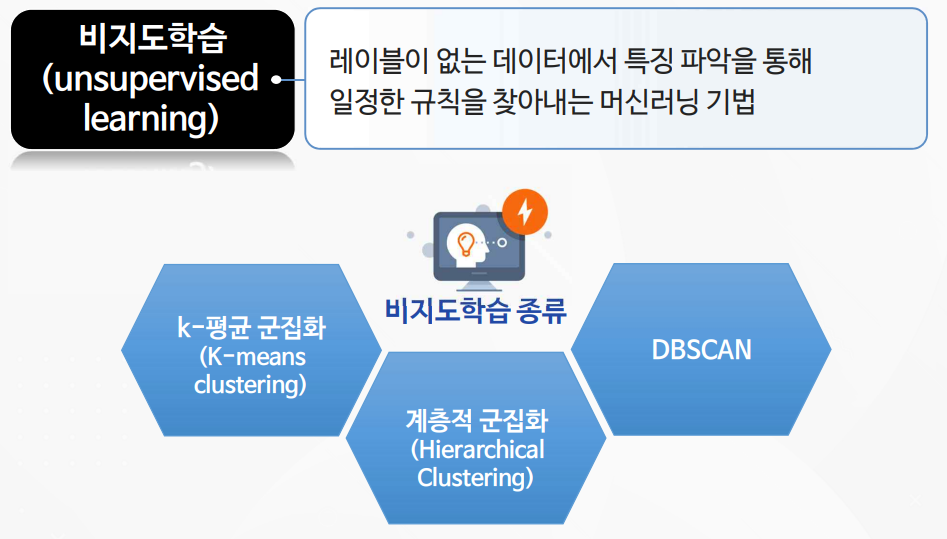 비지도학습
(unsupervised
learning)
레이블이 없는 데이터에서 특징 파악을 통해
일정한 규칙을 찾아내는 머신러닝 기법
비지도학습 종류
k-평균 군집화
(K-means
clustering)
계층적 군집화
(Hierarchical
Clustering)
DBSCAN